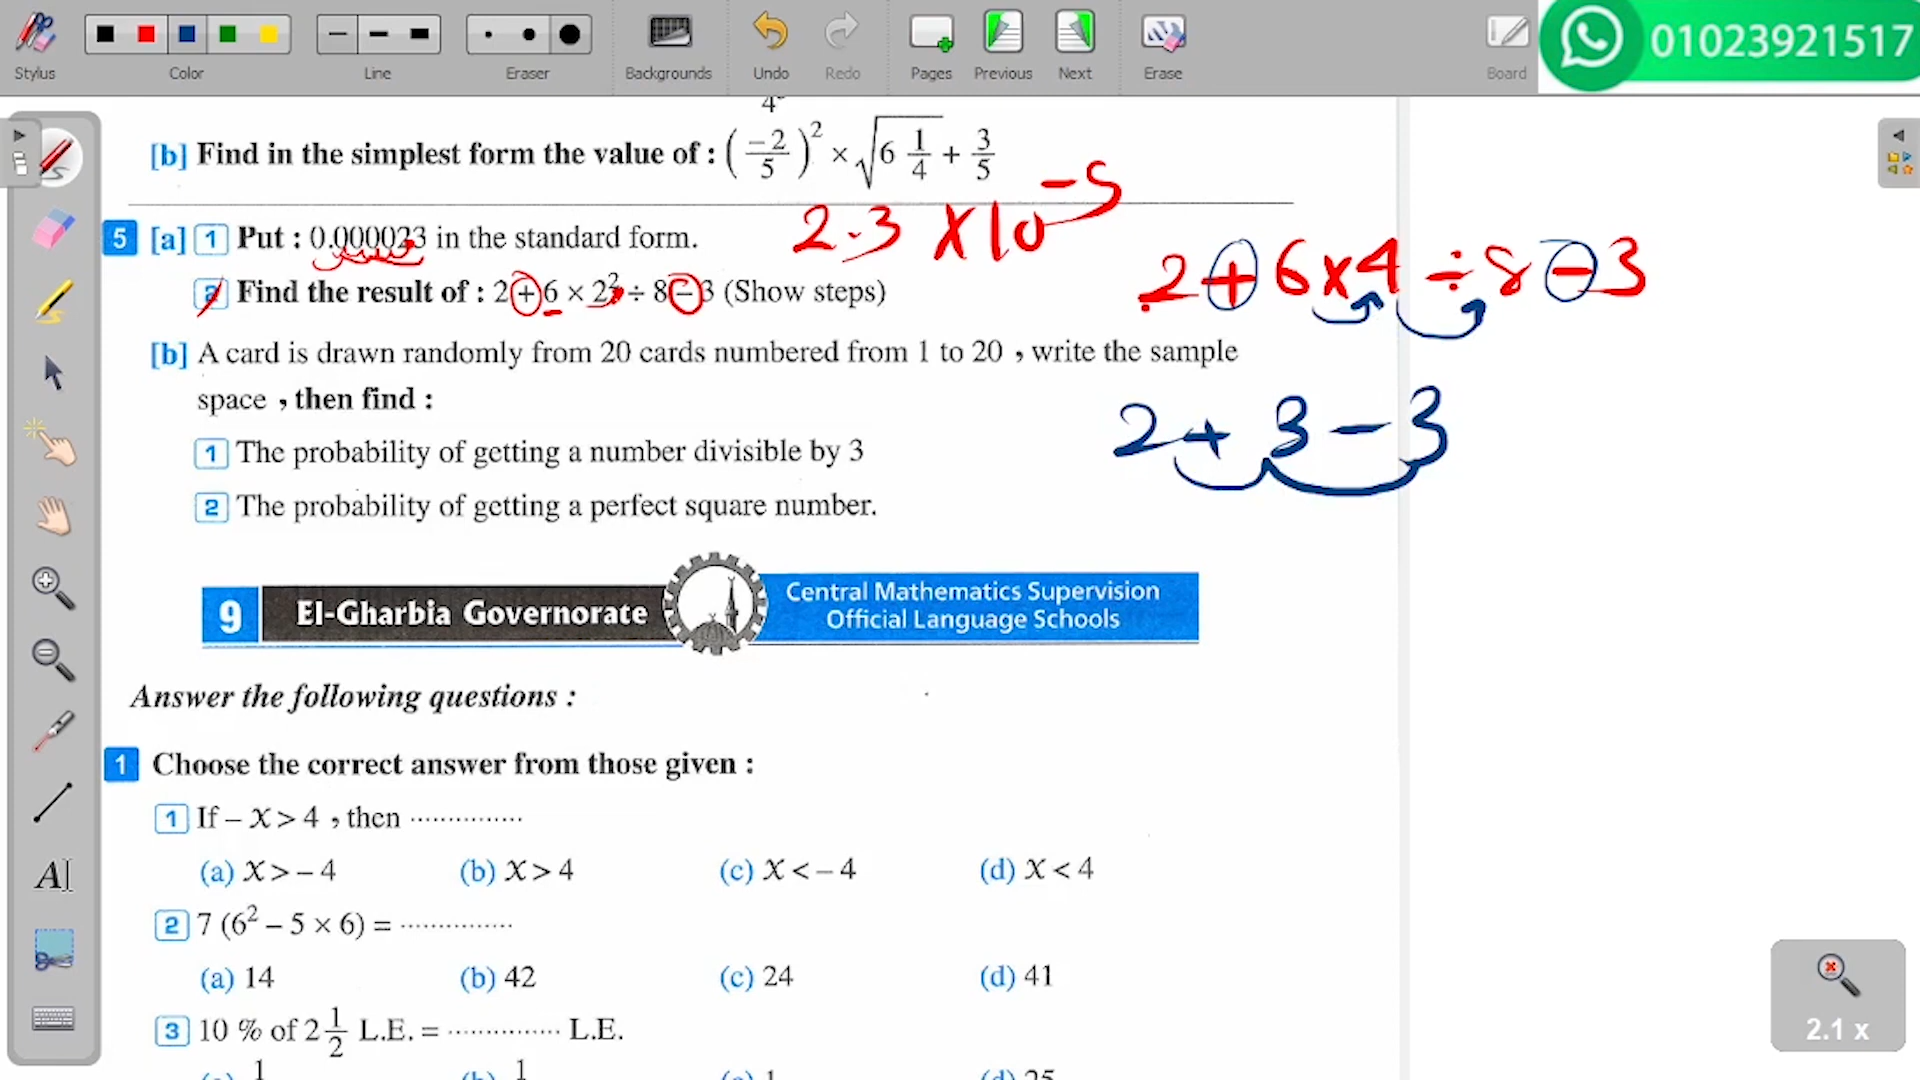 Stylus
Color
Line
Eraser
Backgrounds
Undo
Redo
Pages
Previous
Next
Erase
Board
01023921517
[b] Find in the simplest form the value of : (-2/5)² × √6 1/4 + 3/5
5 [a] 1 Put : 0.000023 in the standard form.
2.3 × 10⁻⁵
2 Find the result of : 2 + 6 × 2² ÷ 8 – 3 (Show steps)
2 + 6 × 4 ÷ 8 – 3
[b] A card is drawn randomly from 20 cards numbered from 1 to 20 , write the sample
space , then find :
2 + 3 – 3
1 The probability of getting a number divisible by 3
2 The probability of getting a perfect square number.
9 El-Gharbia Governorate
Central Mathematics Supervision
Official Language Schools
Answer the following questions :
1 Choose the correct answer from those given :
1 If – X > 4 , then ··············
(a) X > – 4 (b) X > 4 (c) X < – 4 (d) X < 4
2 7 (6² – 5 × 6) = ··············
(a) 14 (b) 42 (c) 24 (d) 41
3 10 % of 2 1/2 L.E. = ·············· L.E.
2.1 x